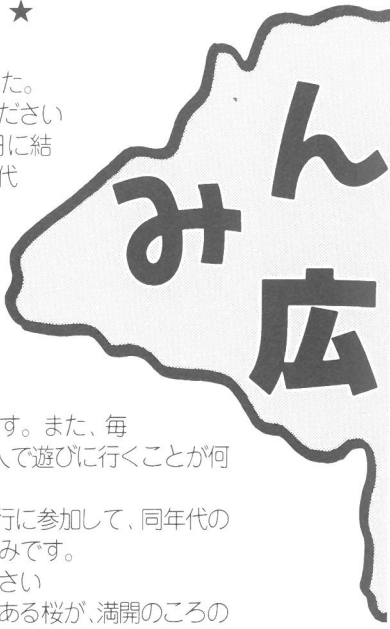 ★
た。
ださい
日に結
代
みん
広
す。また、毎
人で遊びに行くことが何
行に参加して、同年代の
みです。
さい
ある桜が、満開のころの